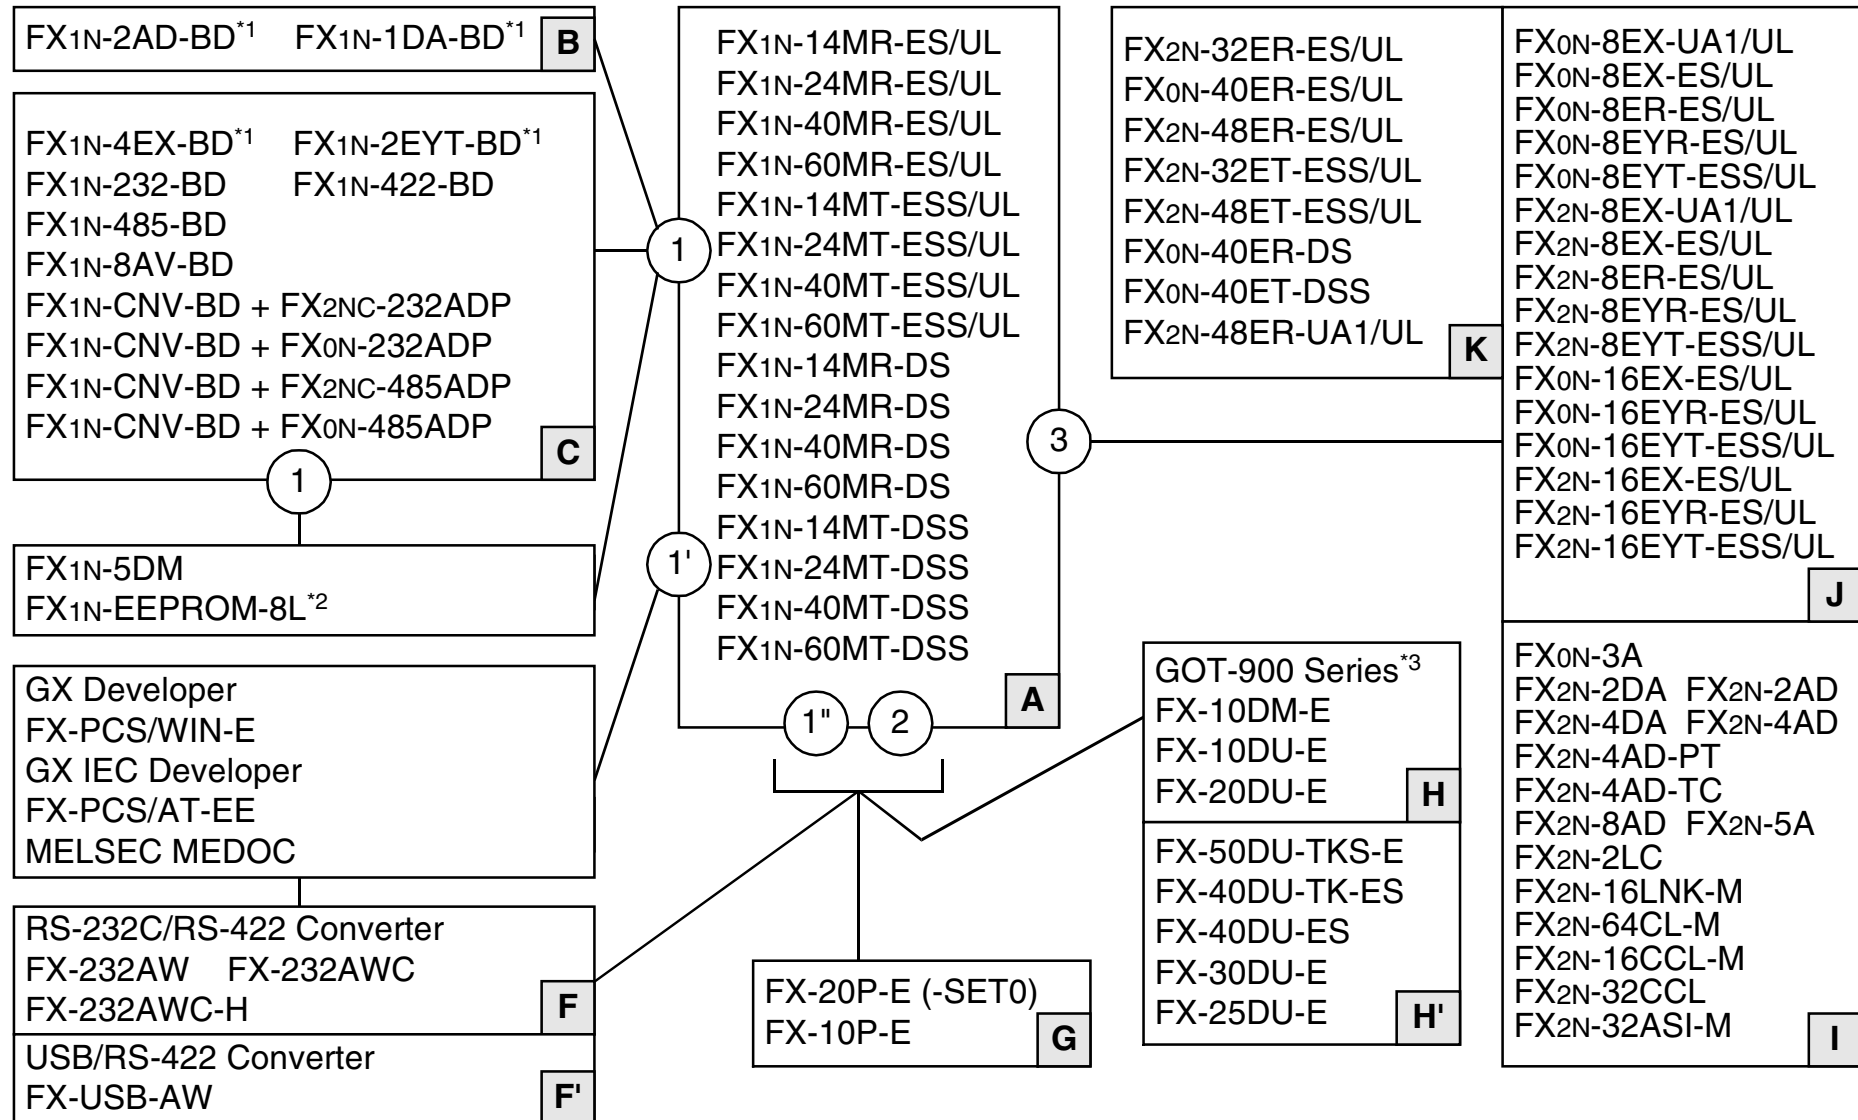 FX1N-2AD-BD*1 FX1N-1DA-BD*1 B
FX1N-4EX-BD*1 FX1N-2EYT-BD*1
FX1N-232-BD FX1N-422-BD
FX1N-485-BD
FX1N-8AV-BD
FX1N-CNV-BD + FX2NC-232ADP
FX1N-CNV-BD + FX0N-232ADP
FX1N-CNV-BD + FX2NC-485ADP
FX1N-CNV-BD + FX0N-485ADP
C
1
FX1N-5DM
FX1N-EEPROM-8L*2
GX Developer
FX-PCS/WIN-E
GX IEC Developer
FX-PCS/AT-EE
MELSEC MEDOC
RS-232C/RS-422 Converter
FX-232AW FX-232AWC
FX-232AWC-H
F
USB/RS-422 Converter
FX-USB-AW
F'
1
1'
FX1N-14MR-ES/UL
FX1N-24MR-ES/UL
FX1N-40MR-ES/UL
FX1N-60MR-ES/UL
FX1N-14MT-ESS/UL
FX1N-24MT-ESS/UL
FX1N-40MT-ESS/UL
FX1N-60MT-ESS/UL
FX1N-14MR-DS
FX1N-24MR-DS
FX1N-40MR-DS
FX1N-60MR-DS
FX1N-14MT-DSS
FX1N-24MT-DSS
FX1N-40MT-DSS
FX1N-60MT-DSS
A
1" 2
3
FX-20P-E (-SET0)
FX-10P-E
G
FX2N-32ER-ES/UL
FX0N-40ER-ES/UL
FX2N-48ER-ES/UL
FX2N-32ET-ESS/UL
FX2N-48ET-ESS/UL
FX0N-40ER-DS
FX0N-40ET-DSS
FX2N-48ER-UA1/UL
K
GOT-900 Series*3
FX-10DM-E
FX-10DU-E
FX-20DU-E
H
FX-50DU-TKS-E
FX-40DU-TK-ES
FX-40DU-ES
FX-30DU-E
FX-25DU-E
H'
FX0N-8EX-UA1/UL
FX0N-8EX-ES/UL
FX0N-8ER-ES/UL
FX0N-8EYR-ES/UL
FX0N-8EYT-ESS/UL
FX2N-8EX-UA1/UL
FX2N-8EX-ES/UL
FX2N-8ER-ES/UL
FX2N-8EYR-ES/UL
FX2N-8EYT-ESS/UL
FX0N-16EX-ES/UL
FX0N-16EYR-ES/UL
FX0N-16EYT-ESS/UL
FX2N-16EX-ES/UL
FX2N-16EYR-ES/UL
FX2N-16EYT-ESS/UL
J
FX0N-3A
FX2N-2DA FX2N-2AD
FX2N-4DA FX2N-4AD
FX2N-4AD-PT
FX2N-4AD-TC
FX2N-8AD FX2N-5A
FX2N-2LC
FX2N-16LNK-M
FX2N-64CL-M
FX2N-16CCL-M
FX2N-32CCL
FX2N-32ASI-M
I